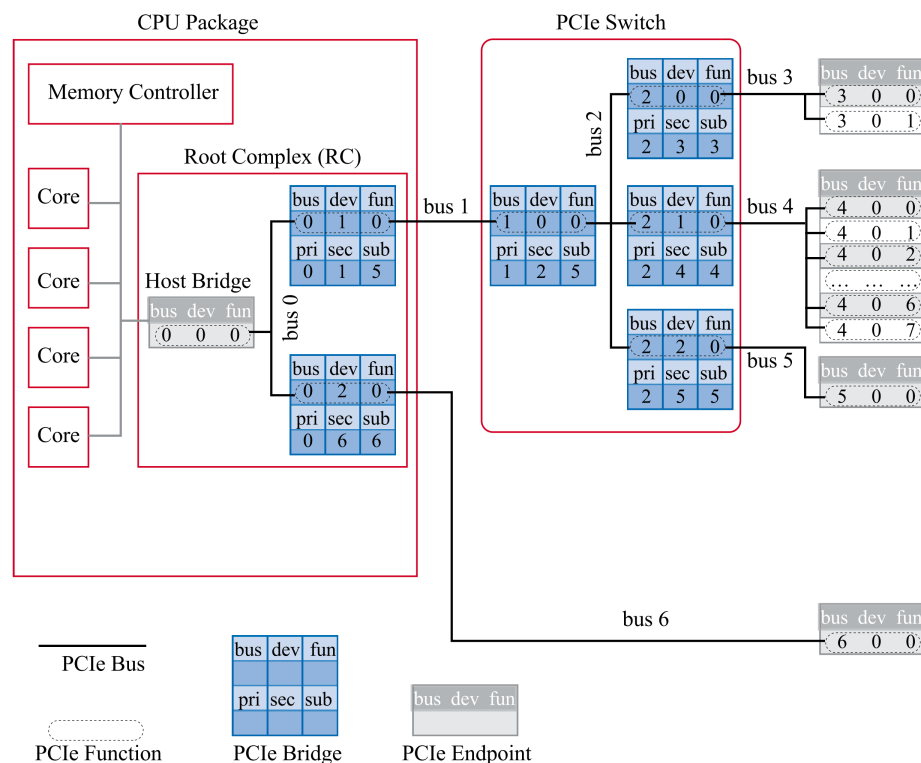 CPU Package
PCIe Switch
Memory Controller
Root Complex (RC)
Core
Core
Core
Core
Host Bridge
bus dev fun
0 0 0
bus 0
bus dev fun
0 1 0
pri sec sub
0 1 5
bus dev fun
0 2 0
pri sec sub
0 6 6
bus 1
bus dev fun
1 0 0
pri sec sub
1 2 5
bus 2
bus dev fun
2 0 0
pri sec sub
2 3 3
bus dev fun
2 1 0
pri sec sub
2 4 4
bus dev fun
2 2 0
pri sec sub
2 5 5
bus 3
bus dev fun
3 0 0
3 0 1
bus 4
bus dev fun
4 0 0
4 0 1
4 0 2
... ... ...
4 0 6
4 0 7
bus 5
bus dev fun
5 0 0
bus 6
bus dev fun
6 0 0
PCIe Bus
PCIe Function
bus dev fun
pri sec sub
PCIe Bridge
bus dev fun
PCIe Endpoint